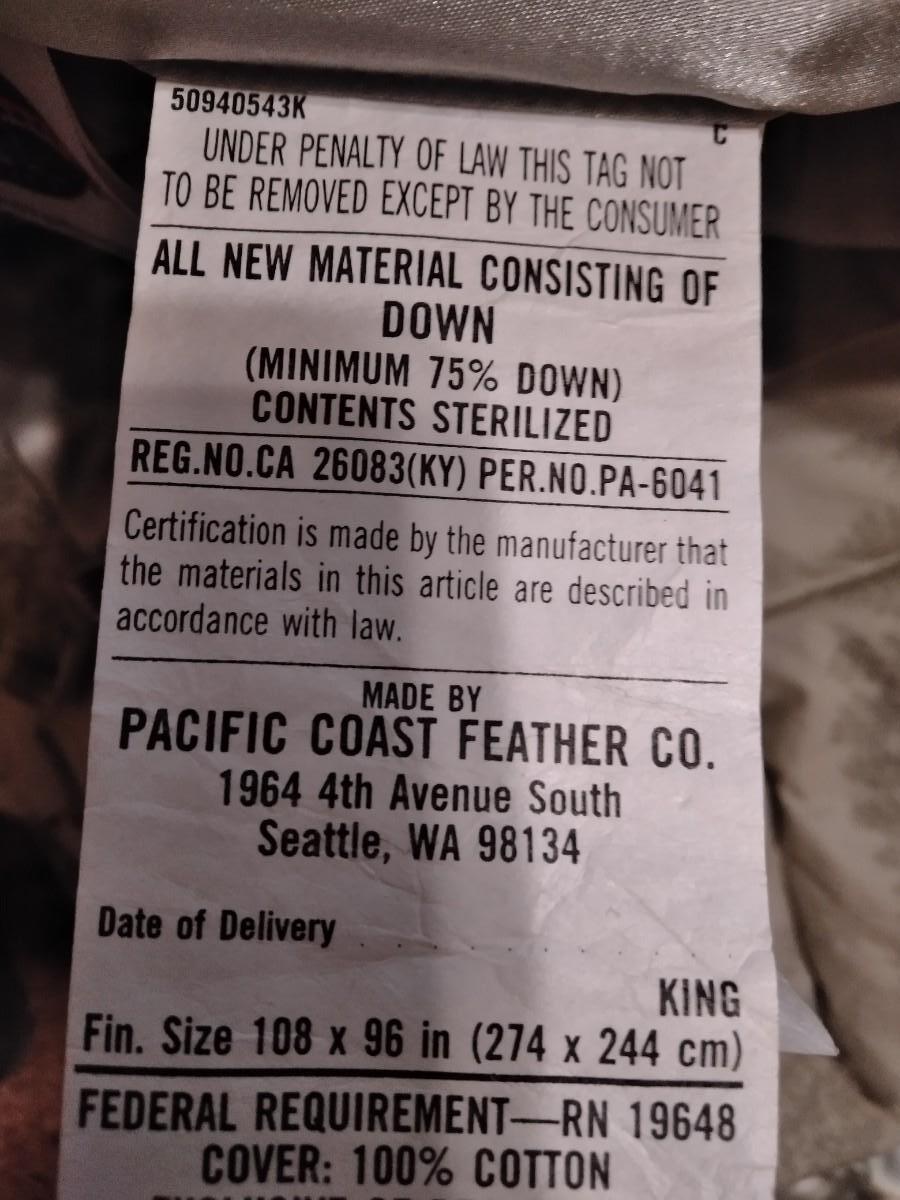 50940543K
C
UNDER PENALTY OF LAW THIS TAG NOT
TO BE REMOVED EXCEPT BY THE CONSUMER
ALL NEW MATERIAL CONSISTING OF
DOWN
(MINIMUM 75% DOWN)
CONTENTS STERILIZED
REG.NO.CA 26083(KY) PER.NO.PA-6041
Certification is made by the manufacturer that
the materials in this article are described in
accordance with law.
MADE BY
PACIFIC COAST FEATHER CO.
1964 4th Avenue South
Seattle, WA 98134
Date of Delivery . . . . . . . . .
KING
Fin. Size 108 x 96 in (274 x 244 cm)
FEDERAL REQUIREMENT—RN 19648
COVER: 100% COTTON